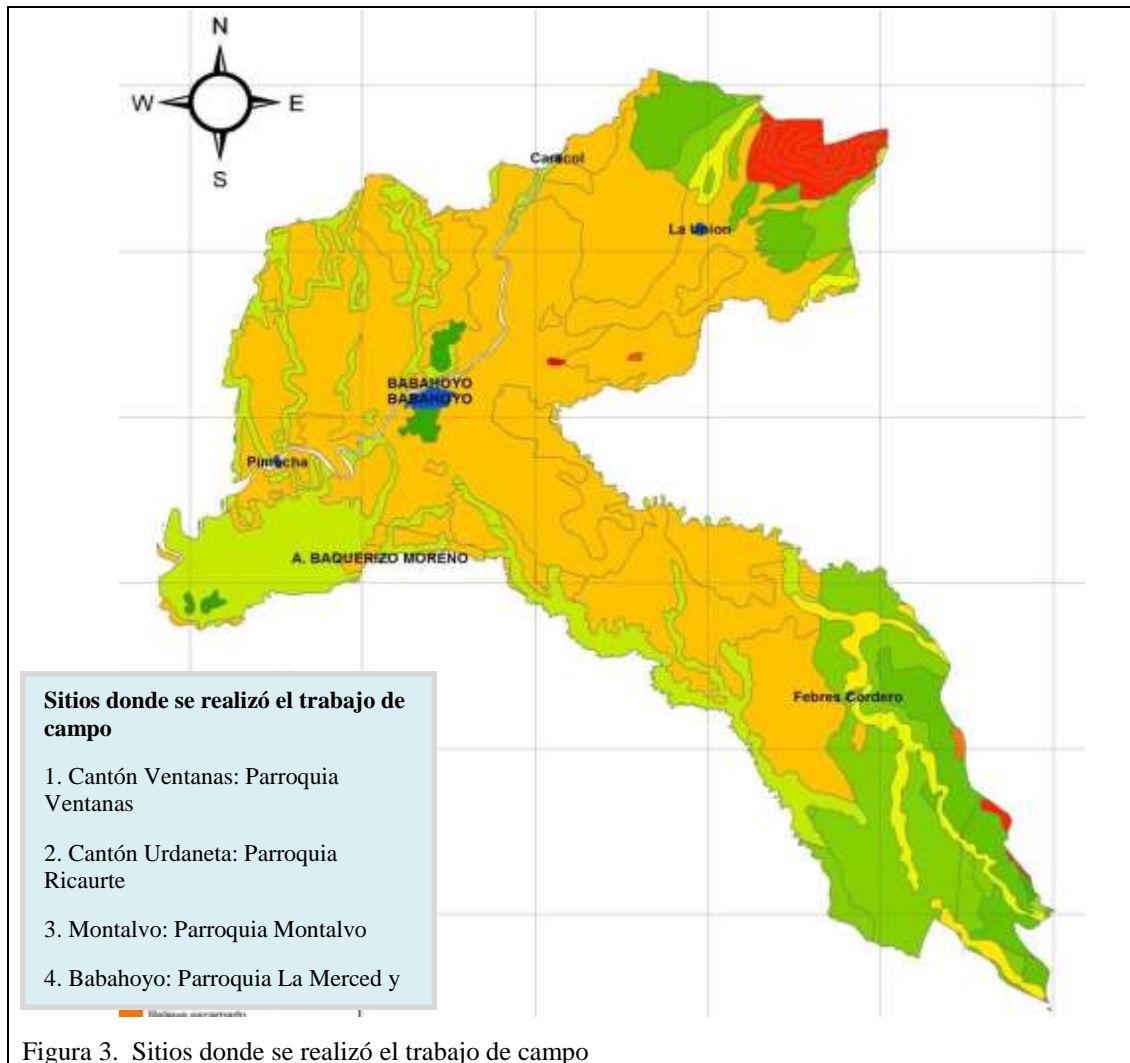 N
W
E
S
Caracol
La Union
BABAHOYO
BABAHOYO
Pimocha
A. BAQUERIZO MORENO
Febres Cordero
Sitios donde se realizó el trabajo de
campo
1. Cantón Ventanas: Parroquia
Ventanas
2. Cantón Urdaneta: Parroquia
Ricaurte
3. Montalvo: Parroquia Montalvo
4. Babahoyo: Parroquia La Merced y
Figura 3. Sitios donde se realizó el trabajo de campo